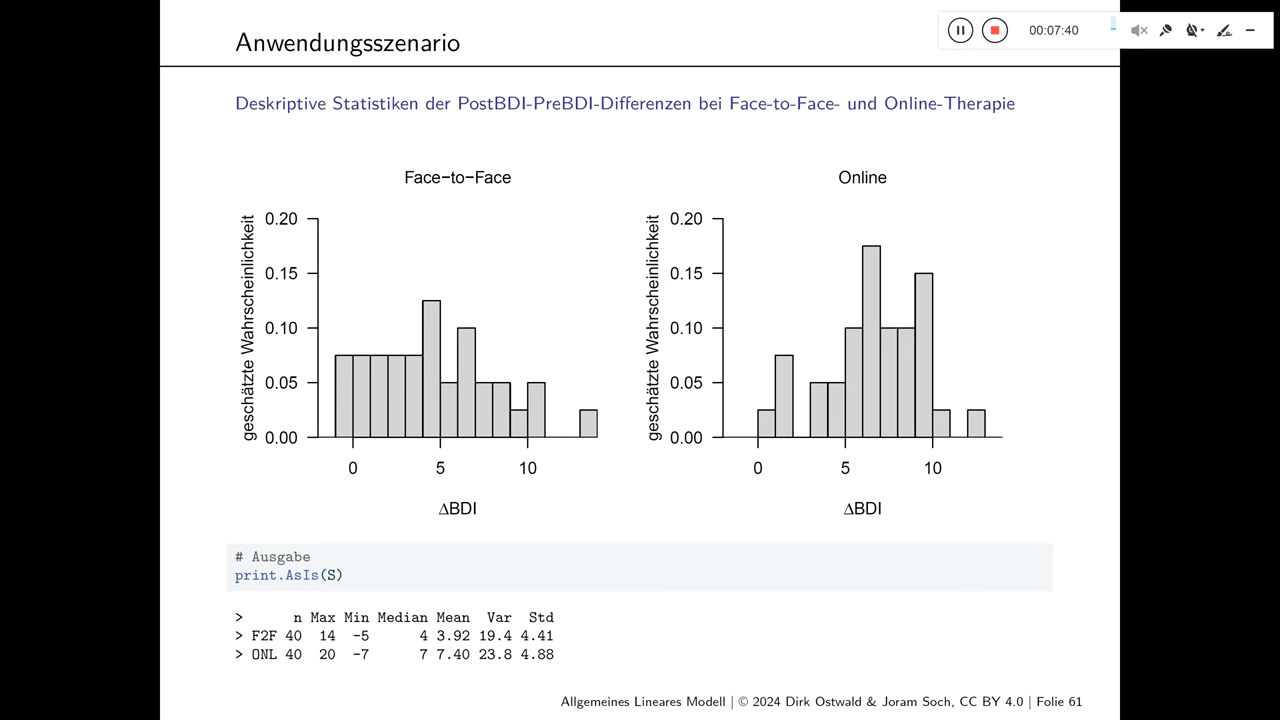 Anwendungsszenario
00:07:40
Deskriptive Statistiken der PostBDI-PreBDI-Differenzen bei Face-to-Face- und Online-Therapie
Face−to−Face
geschätzte Wahrscheinlichkeit
0.20
0.15
0.10
0.05
0.00
0 5 10
ΔBDI
Online
geschätzte Wahrscheinlichkeit
0.20
0.15
0.10
0.05
0.00
0 5 10
ΔBDI
# Ausgabe
print.AsIs(S)
> n Max Min Median Mean Var Std
> F2F 40 14 -5 4 3.92 19.4 4.41
> ONL 40 20 -7 7 7.40 23.8 4.88
Allgemeines Lineares Modell | © 2024 Dirk Ostwald & Joram Soch, CC BY 4.0 | Folie 61